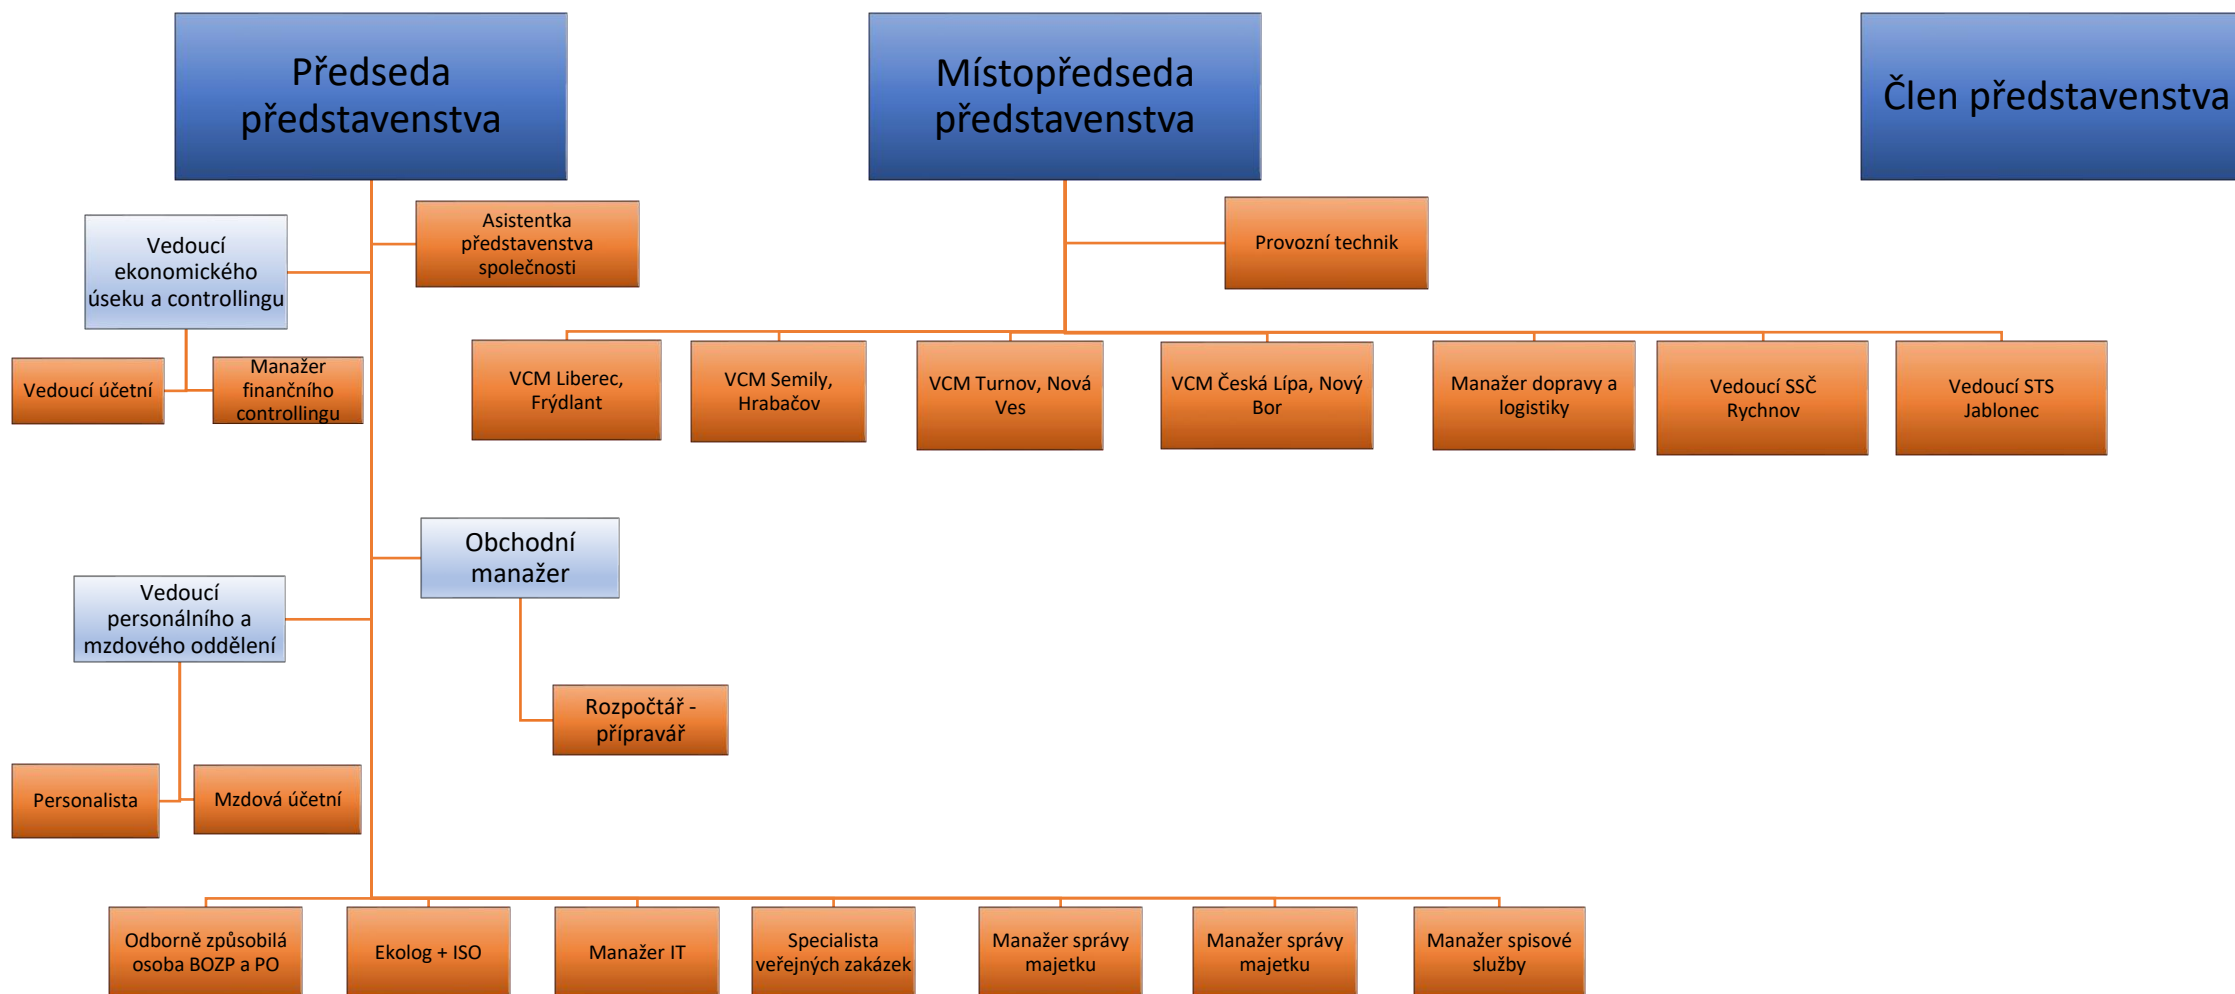 Předseda
představenstva
Místopředseda
představenstva
Člen představenstva
Vedoucí
ekonomického
úseku a controllingu
Asistentka
představenstva
společnosti
Provozní technik
Vedoucí účetní
Manažer
finančního
controllingu
VCM Liberec,
Frýdlant
VCM Semily,
Hrabačov
VCM Turnov, Nová
Ves
VCM Česká Lípa, Nový
Bor
Manažer dopravy a
logistiky
Vedoucí SSČ
Rychnov
Vedoucí STS
Jablonec
Obchodní
manažer
Vedoucí
personálního a
mzdového oddělení
Rozpočtář -
přípravář
Personalista
Mzdová účetní
Odborně způsobilá
osoba BOZP a PO
Ekolog + ISO
Manažer IT
Specialista
veřejných zakázek
Manažer správy
majetku
Manažer správy
majetku
Manažer spisové
služby